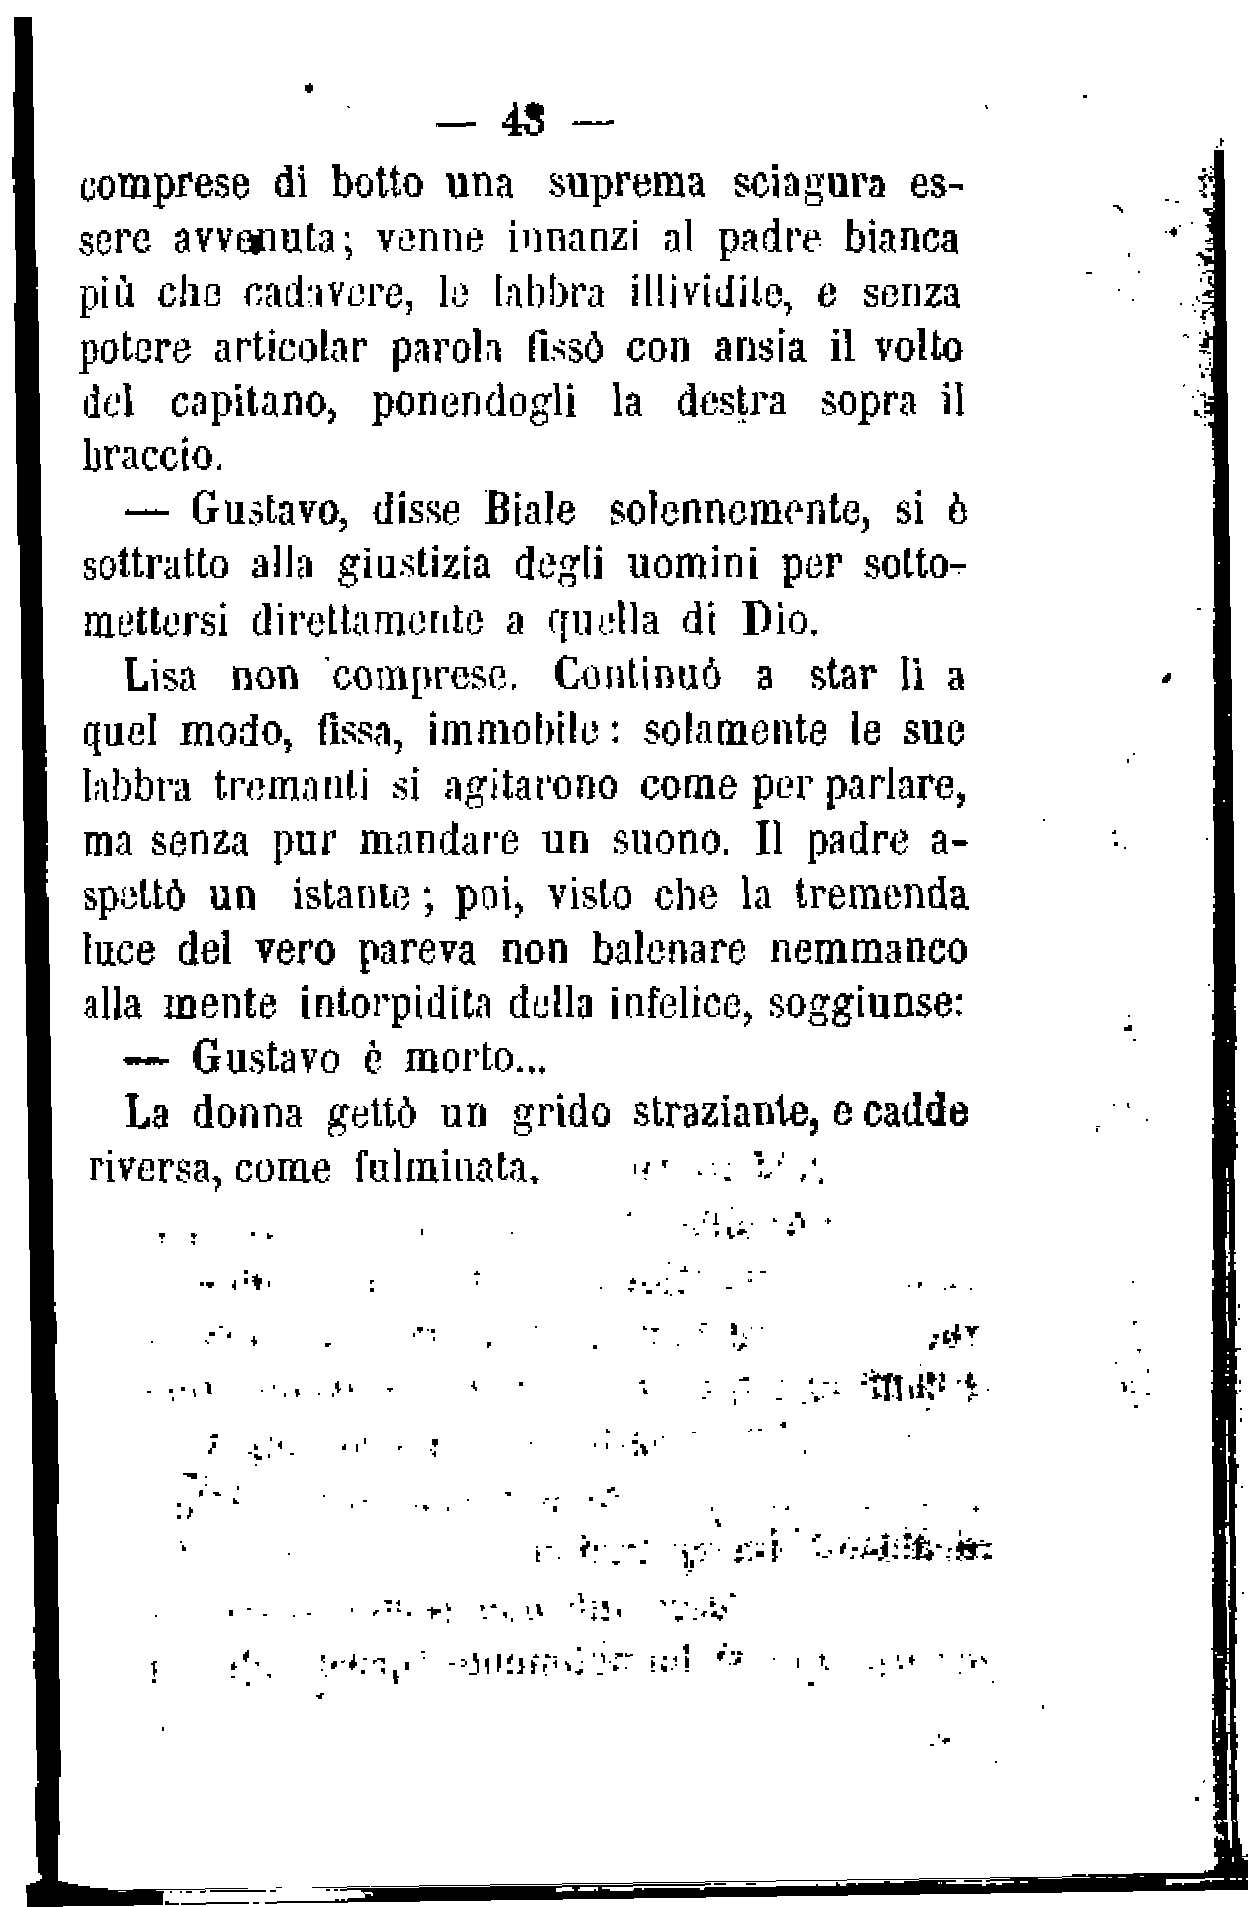 — 43 —
comprese di botto una suprema sciagura es-
sere avvenuta; venne innanzi al padre bianca
più che cadavere, le labbra illividite, e senza
potere articolar parola fissò con ansia il volto
del capitano, ponendogli la destra sopra il
braccio.
— Gustavo, disse Biale solennemente, si è
sottratto alla giustizia degli uomini per sotto-
mettersi direttamente a quella di Dio.
Lisa non comprese. Continuò a star lì a
quel modo, fissa, immobile: solamente le sue
labbra tremanti si agitarono come per parlare,
ma senza pur mandare un suono. Il padre a-
spettò un istante; poi, visto che la tremenda
luce del vero pareva non balenare nemmanco
alla mente intorpidita della infelice, soggiunse:
— Gustavo è morto...
La donna gettò un grido straziante, e cadde
riversa, come fulminata.